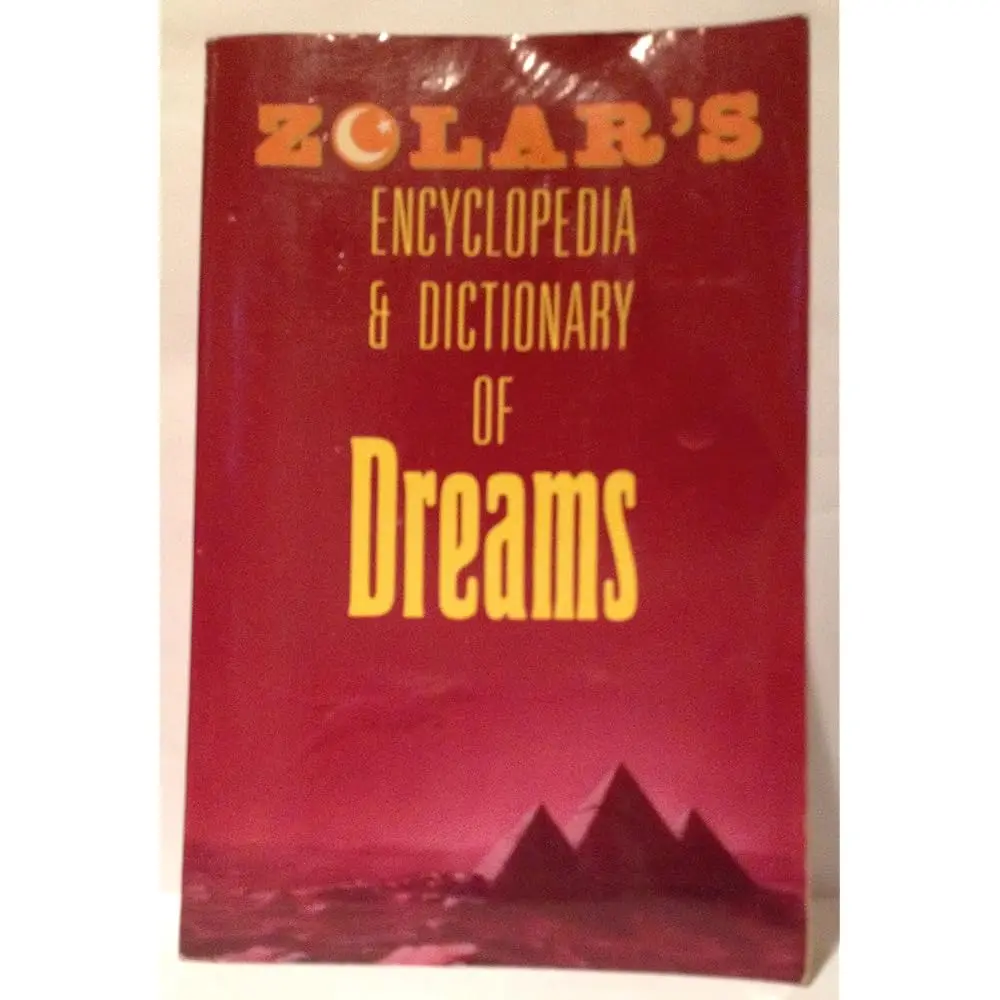 ZOLAR'S
ENCYCLOPEDIA
& DICTIONARY
OF
Dreams